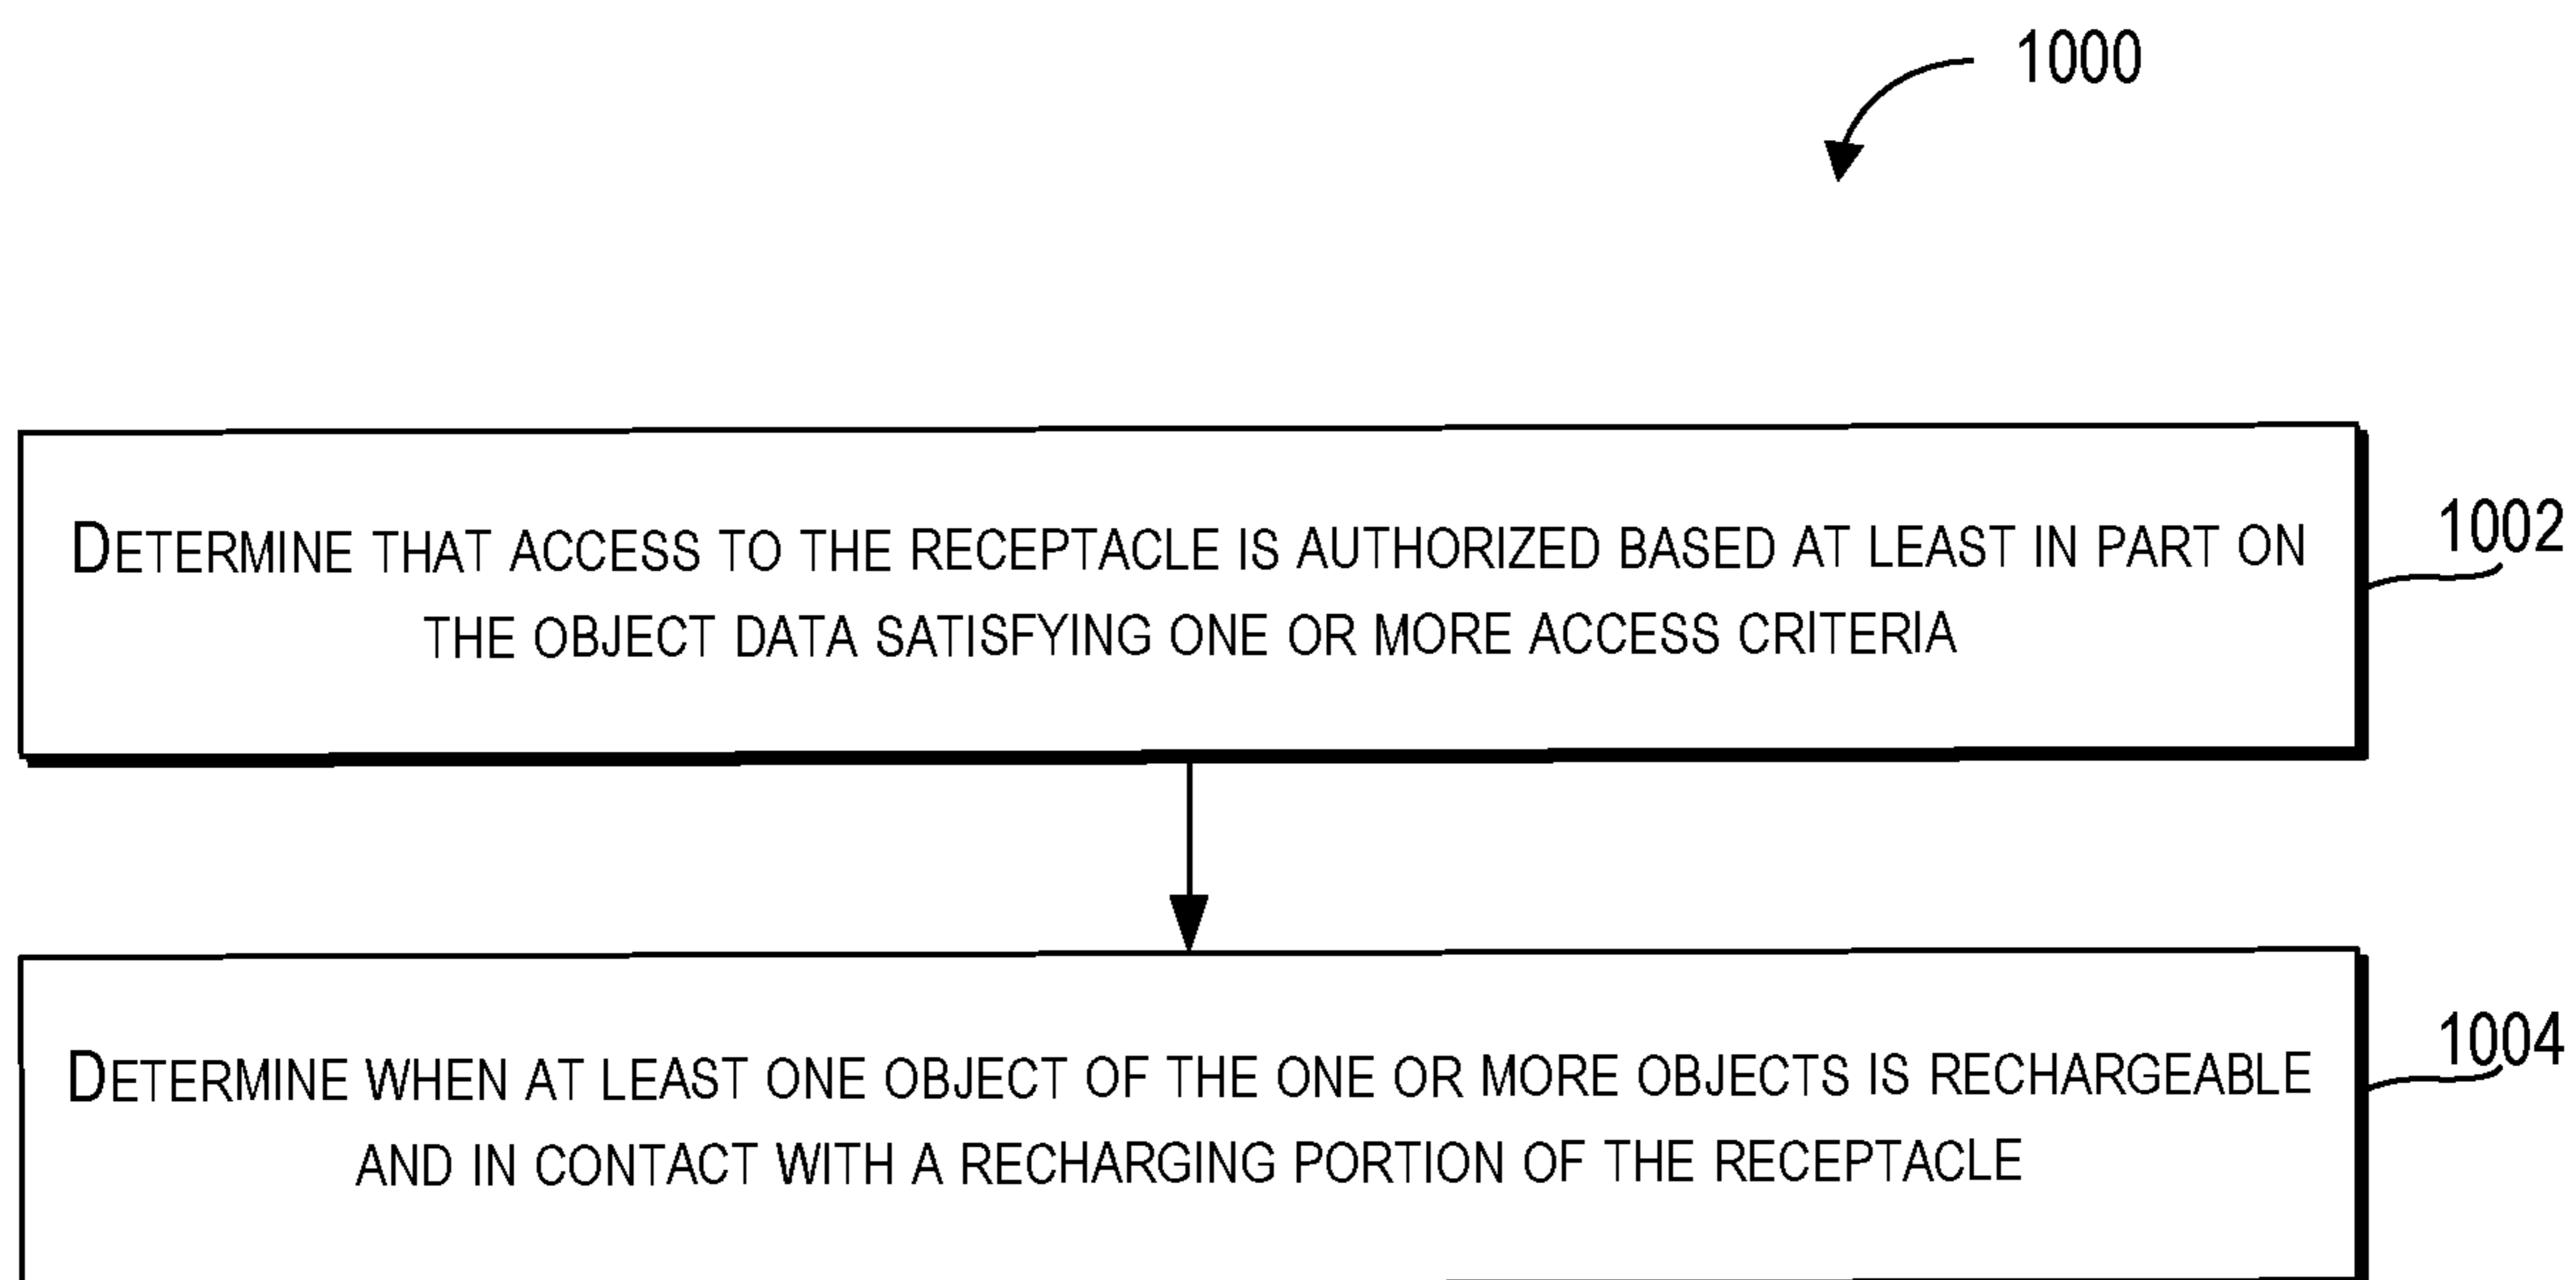 1000
DETERMINE THAT ACCESS TO THE RECEPTACLE IS AUTHORIZED BASED AT LEAST IN PART ON
THE OBJECT DATA SATISFYING ONE OR MORE ACCESS CRITERIA
1002
DETERMINE WHEN AT LEAST ONE OBJECT OF THE ONE OR MORE OBJECTS IS RECHARGEABLE
AND IN CONTACT WITH A RECHARGING PORTION OF THE RECEPTACLE
1004